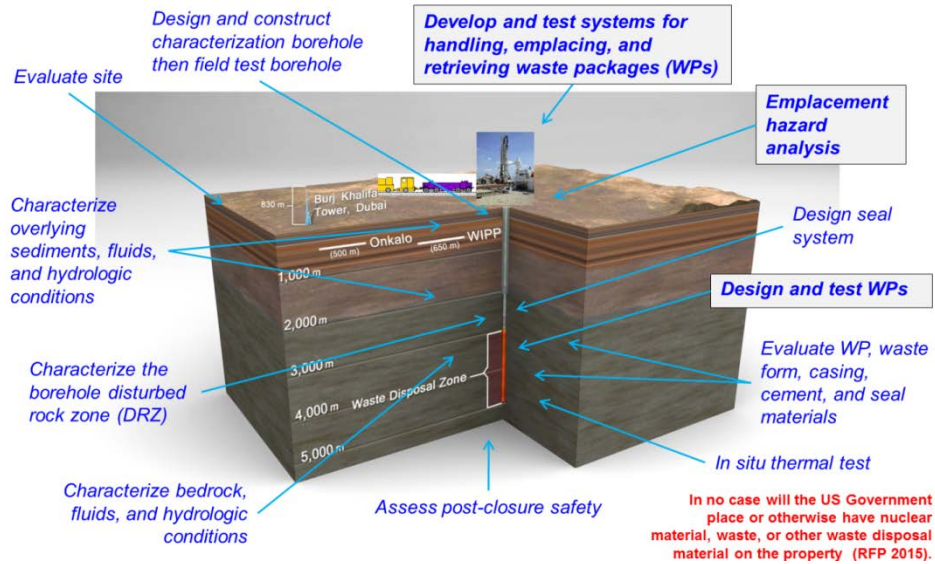 Design and construct
characterization borehole
then field test borehole
Develop and test systems for
handling, emplacing, and
retrieving waste packages (WPs)
Evaluate site
Emplacement
hazard
analysis
830 m
Burj Khalifa
Tower, Dubai
Characterize
overlying
sediments, fluids,
and hydrologic
conditions
Onkalo
(500 m)
WIPP
(650 m)
Design seal
system
1,000 m
2,000 m
3,000 m
4,000 m
5,000 m
Design and test WPs
Waste Disposal Zone
Characterize the
borehole disturbed
rock zone (DRZ)
Evaluate WP, waste
form, casing,
cement, and seal
materials
In situ thermal test
Characterize bedrock,
fluids, and hydrologic
conditions
Assess post-closure safety
In no case will the US Government
place or otherwise have nuclear
material, waste, or other waste disposal
material on the property (RFP 2015).